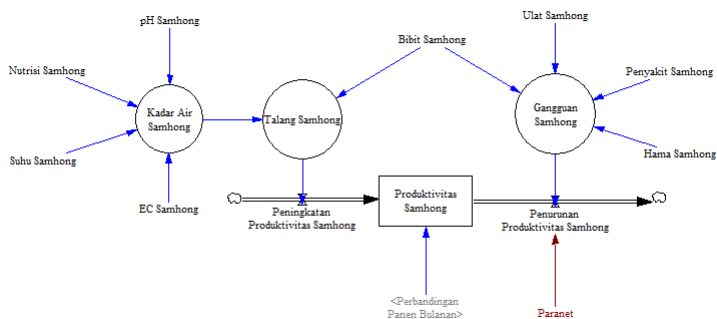 pH Samhong
Ulat Samhong
Bibit Samhong
Nutrisi Samhong
Penyakit Samhong
Kadar Air
Samhong
Talang Samhong
Gangguan
Samhong
Suhu Samhong
Hama Samhong
EC Samhong
Produktivitas
Samhong
Peningkatan
Produktivitas Samhong
Penurunan
Produktivitas Samhong
<Perbandingan
Panen Bulanan>
Paranet